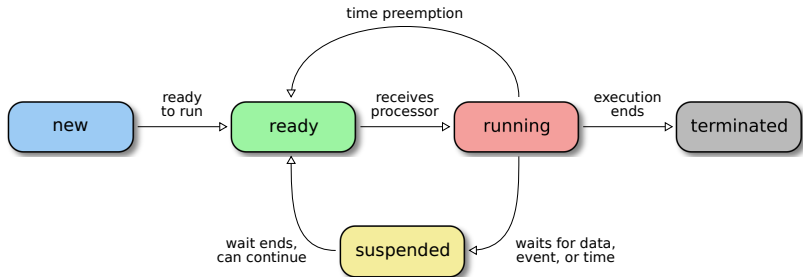 time preemption
ready
to run
receives
processor
execution
ends
new
ready
running
terminated
wait ends,
can continue
suspended
waits for data,
event, or time